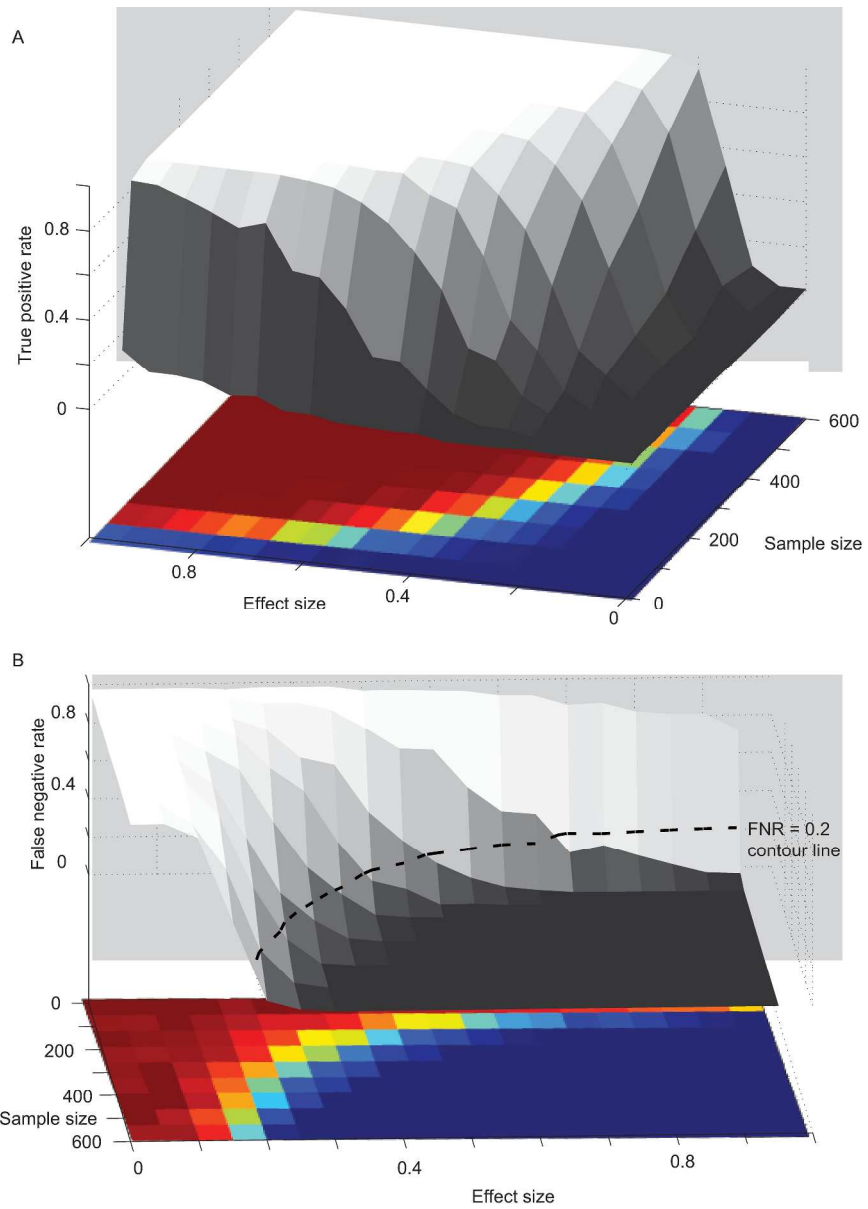 A
True positive rate
0.8
0.4
0
600
400
200
0
Sample size
0.8
0.4
0
Effect size
B
False negative rate
0.8
0.4
0
FNR = 0.2
contour line
0
200
400
Sample size
600
0
0.4
0.8
Effect size